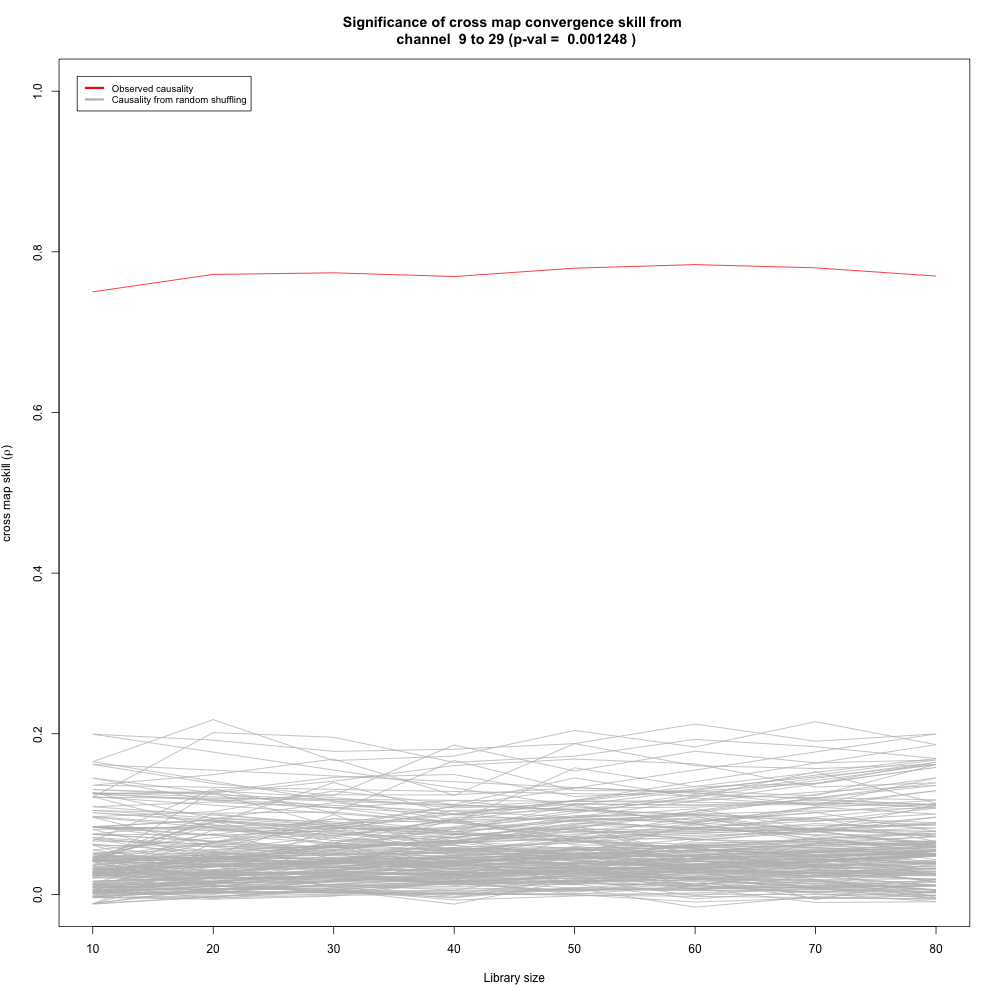 Significance of cross map convergence skill from
channel  9 to 29 (p-val =  0.001248 )
Observed causality
Causality from random shuffling
1.0
0.8
0.6
0.4
0.2
0.0
cross map skill (ρ)
10 20 30 40 50 60 70 80
Library size